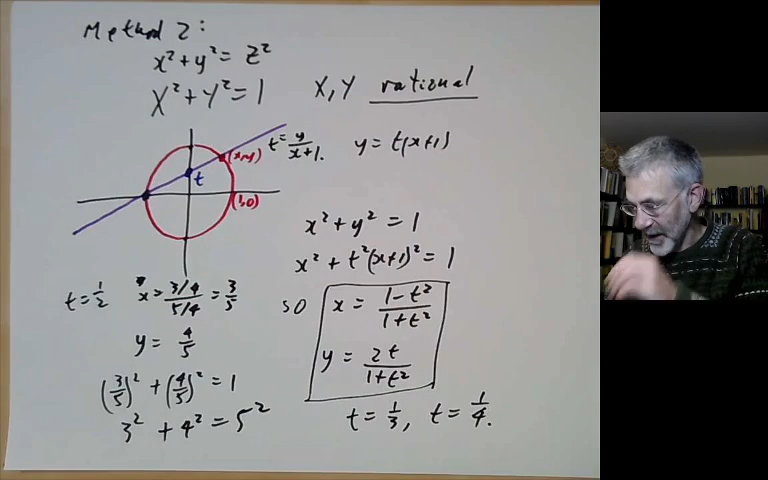 Method 2:
x² + y² = z²
X² + Y² = 1 X, Y rational
t = y/(x+1). y = t(x+1)
(x,y)
t
(1,0)
x² + y² = 1
x² + t²(x+1)² = 1
t = 1/2 x = (3/4)/(5/4) = 3/5
so x = (1-t²)/(1+t²)
y = 4/5
y = 2t/(1+t²)
(3/5)² + (4/5)² = 1
3² + 4² = 5²
t = 1/3, t = 1/4.